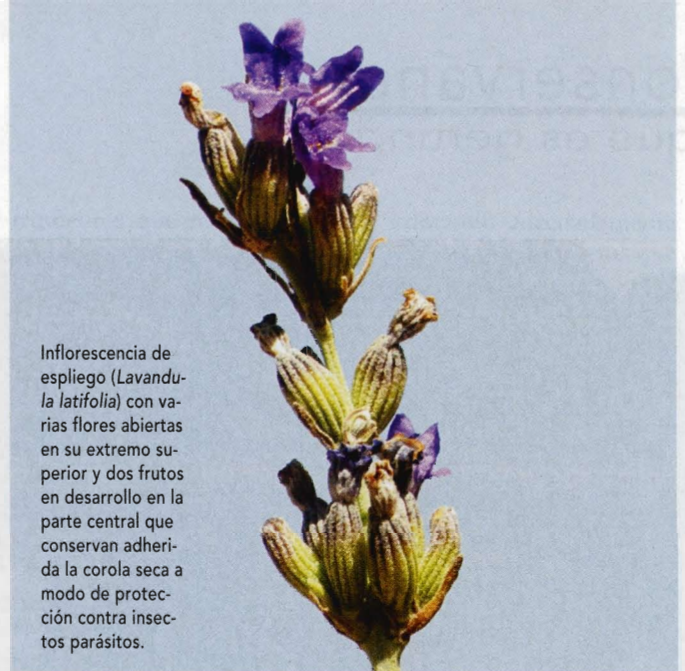 Inflorescencia de
espliego (Lavandu-
la latifolia) con va-
rias flores abiertas
en su extremo su-
perior y dos frutos
en desarrollo en la
parte central que
conservan adheri-
da la corola seca a
modo de protec-
ción contra insec-
tos parásitos.